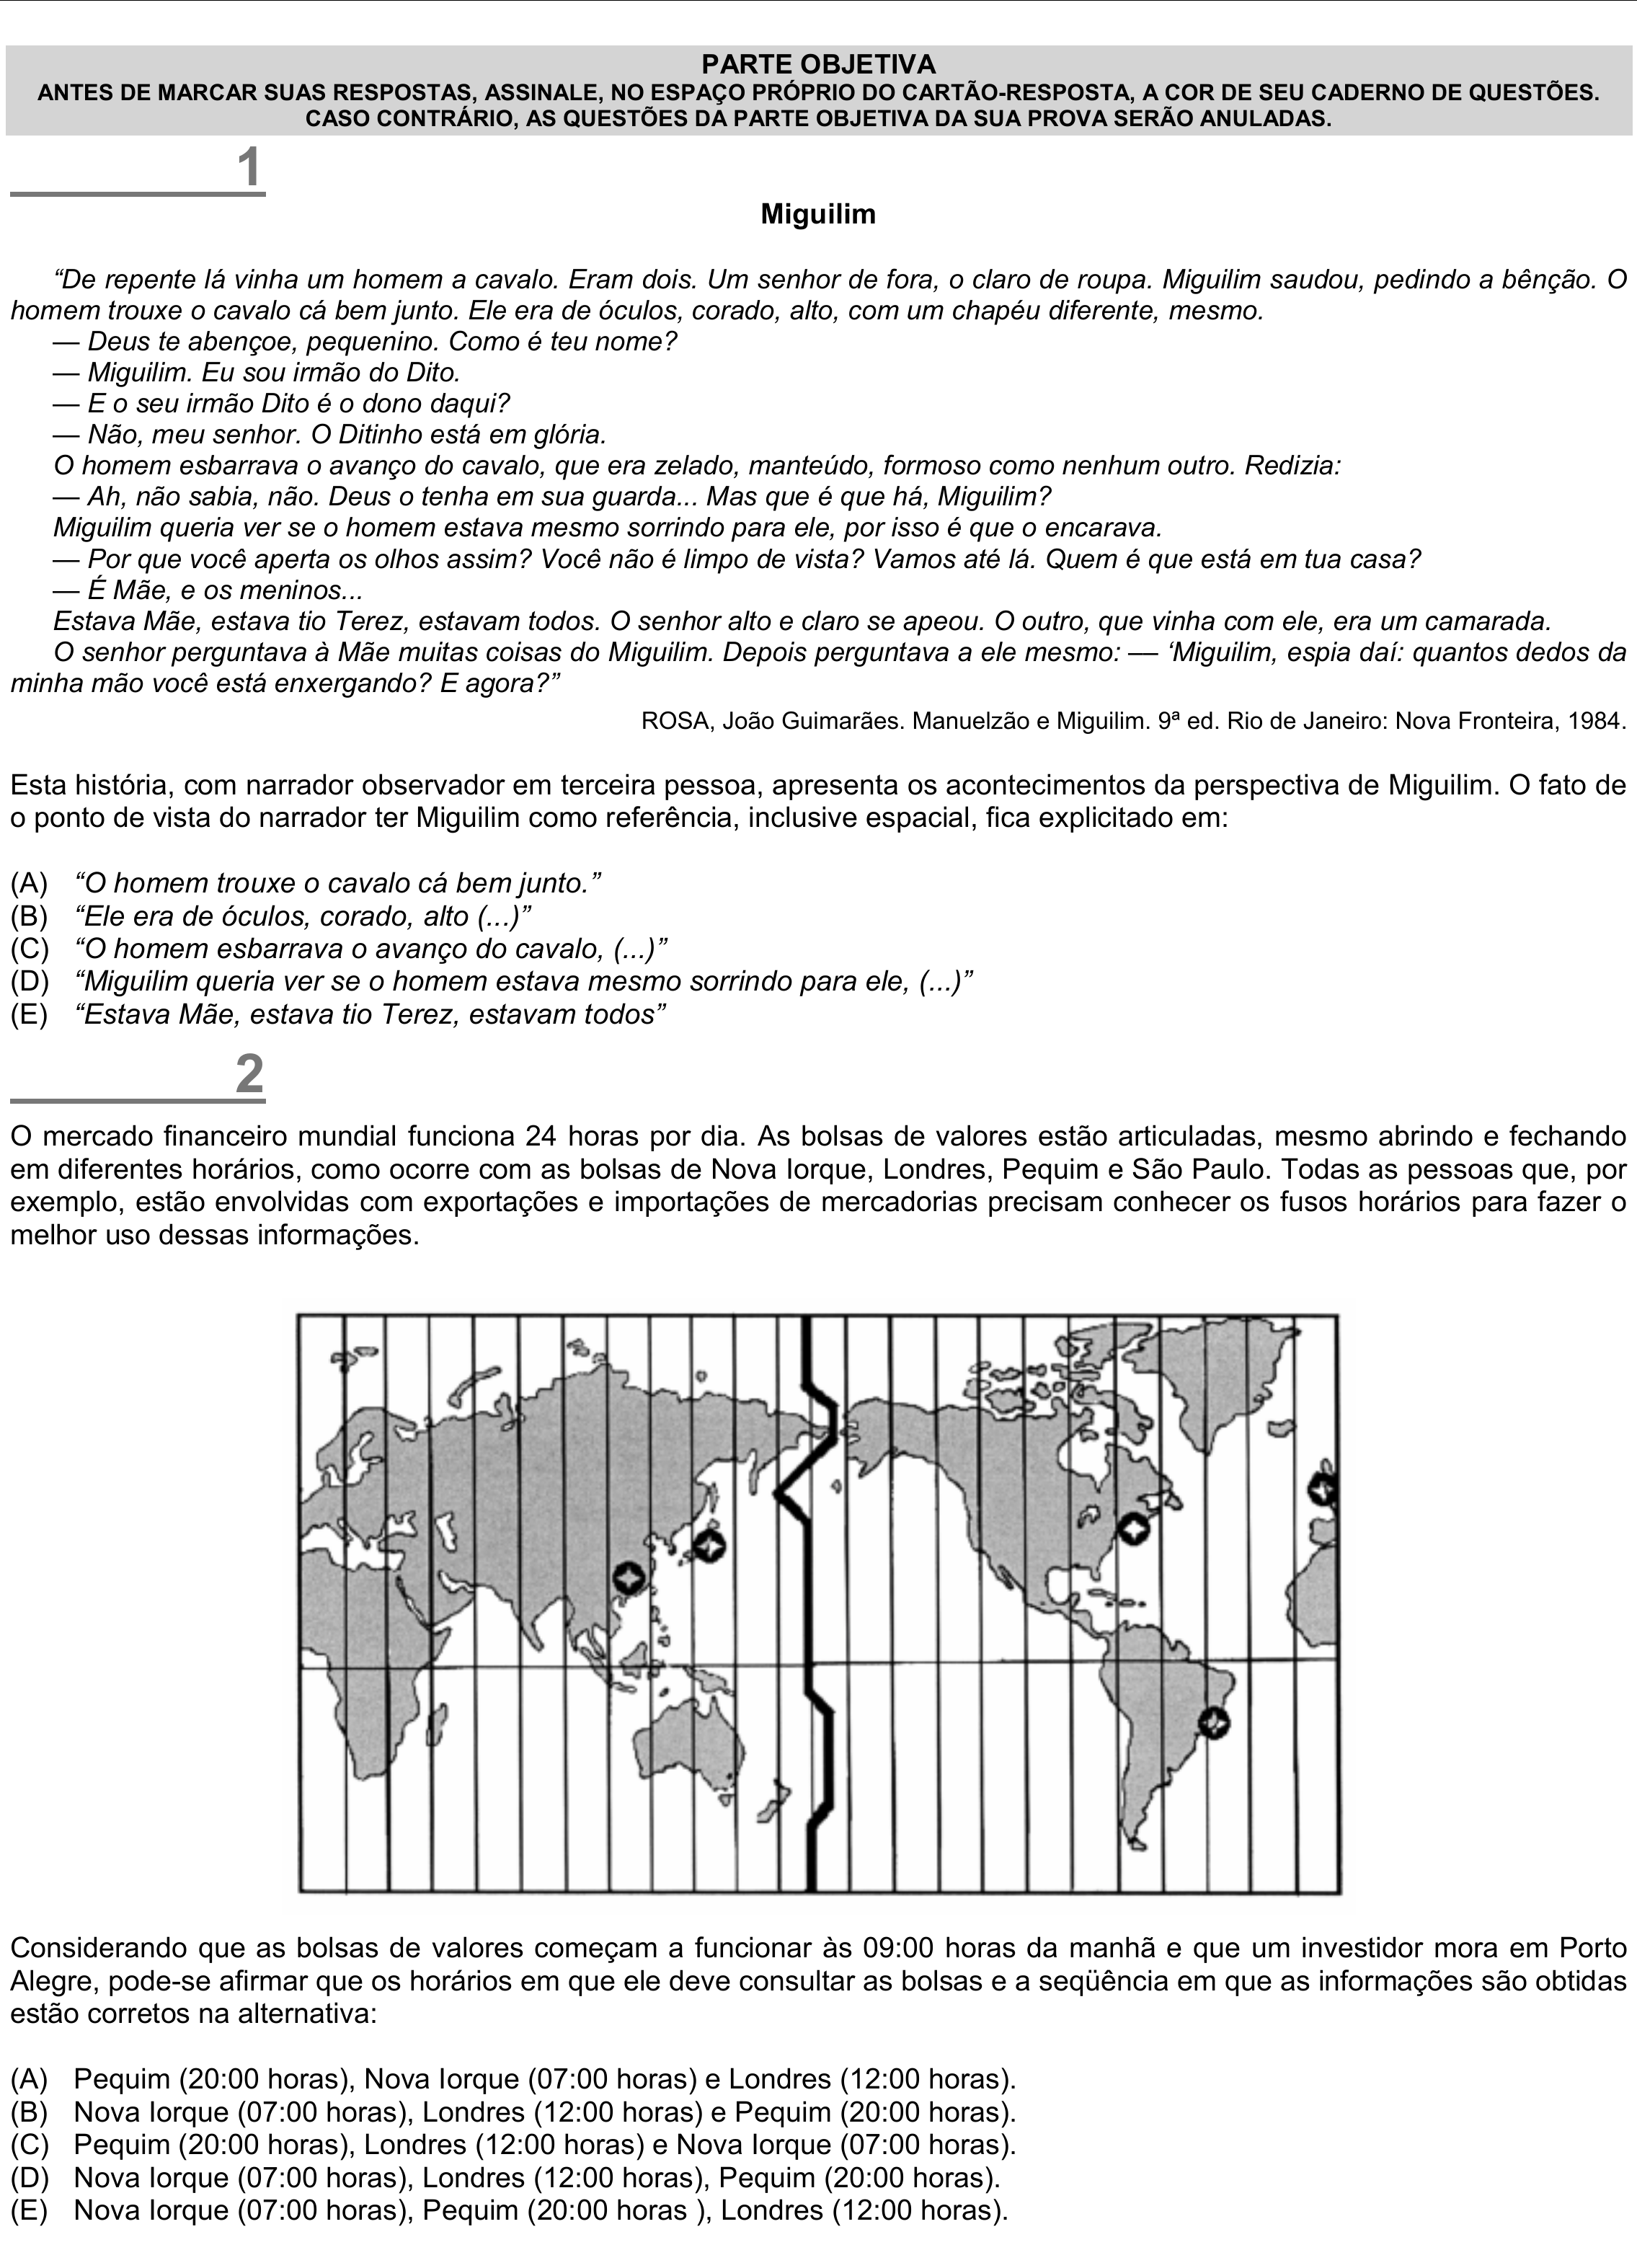 PARTE OBJETIVA
ANTES DE MARCAR SUAS RESPOSTAS, ASSINALE, NO ESPAÇO PRÓPRIO DO CARTÃO-RESPOSTA, A COR DE SEU CADERNO DE QUESTÕES.
CASO CONTRÁRIO, AS QUESTÕES DA PARTE OBJETIVA DA SUA PROVA SERÃO ANULADAS.
1
Miguilim
“De repente lá vinha um homem a cavalo. Eram dois. Um senhor de fora, o claro de roupa. Miguilim saudou, pedindo a bênção. O
homem trouxe o cavalo cá bem junto. Ele era de óculos, corado, alto, com um chapéu diferente, mesmo.
— Deus te abençoe, pequenino. Como é teu nome?
— Miguilim. Eu sou irmão do Dito.
— E o seu irmão Dito é o dono daqui?
— Não, meu senhor. O Ditinho está em glória.
O homem esbarrava o avanço do cavalo, que era zelado, manteúdo, formoso como nenhum outro. Redizia:
— Ah, não sabia, não. Deus o tenha em sua guarda... Mas que é que há, Miguilim?
Miguilim queria ver se o homem estava mesmo sorrindo para ele, por isso é que o encarava.
— Por que você aperta os olhos assim? Você não é limpo de vista? Vamos até lá. Quem é que está em tua casa?
— É Mãe, e os meninos...
Estava Mãe, estava tio Terez, estavam todos. O senhor alto e claro se apeou. O outro, que vinha com ele, era um camarada.
O senhor perguntava à Mãe muitas coisas do Miguilim. Depois perguntava a ele mesmo: — ‘Miguilim, espia daí: quantos dedos da
minha mão você está enxergando? E agora?”
ROSA, João Guimarães. Manuelzão e Miguilim. 9ª ed. Rio de Janeiro: Nova Fronteira, 1984.
Esta história, com narrador observador em terceira pessoa, apresenta os acontecimentos da perspectiva de Miguilim. O fato de
o ponto de vista do narrador ter Miguilim como referência, inclusive espacial, fica explicitado em:
(A) “O homem trouxe o cavalo cá bem junto.”
(B) “Ele era de óculos, corado, alto (...)”
(C) “O homem esbarrava o avanço do cavalo, (...)”
(D) “Miguilim queria ver se o homem estava mesmo sorrindo para ele, (...)”
(E) “Estava Mãe, estava tio Terez, estavam todos”
2
O mercado financeiro mundial funciona 24 horas por dia. As bolsas de valores estão articuladas, mesmo abrindo e fechando
em diferentes horários, como ocorre com as bolsas de Nova Iorque, Londres, Pequim e São Paulo. Todas as pessoas que, por
exemplo, estão envolvidas com exportações e importações de mercadorias precisam conhecer os fusos horários para fazer o
melhor uso dessas informações.
Considerando que as bolsas de valores começam a funcionar às 09:00 horas da manhã e que um investidor mora em Porto
Alegre, pode-se afirmar que os horários em que ele deve consultar as bolsas e a seqüência em que as informações são obtidas
estão corretos na alternativa:
(A) Pequim (20:00 horas), Nova Iorque (07:00 horas) e Londres (12:00 horas).
(B) Nova Iorque (07:00 horas), Londres (12:00 horas) e Pequim (20:00 horas).
(C) Pequim (20:00 horas), Londres (12:00 horas) e Nova Iorque (07:00 horas).
(D) Nova Iorque (07:00 horas), Londres (12:00 horas), Pequim (20:00 horas).
(E) Nova Iorque (07:00 horas), Pequim (20:00 horas ), Londres (12:00 horas).